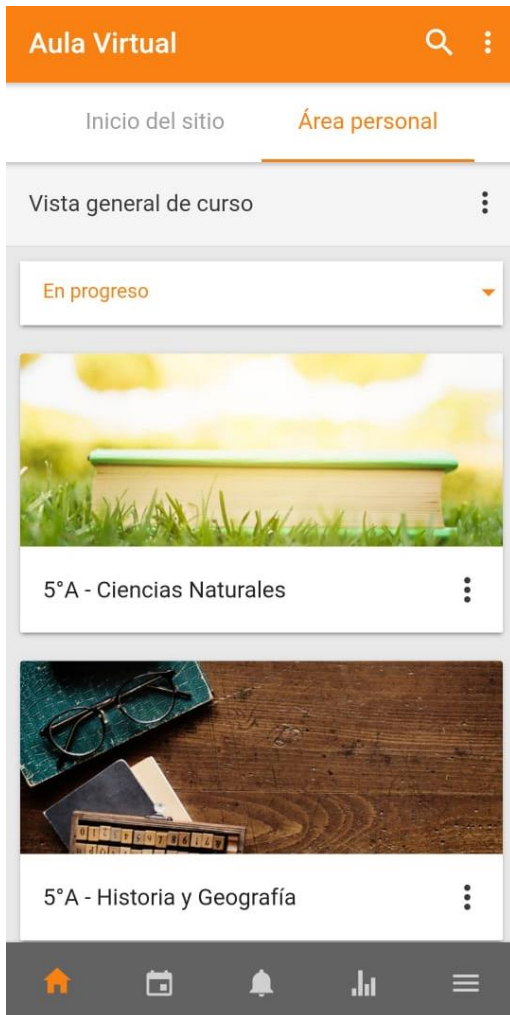 Aula Virtual
Inicio del sitio
Área personal
Vista general de curso
En progreso
5°A - Ciencias Naturales
5°A - Historia y Geografía